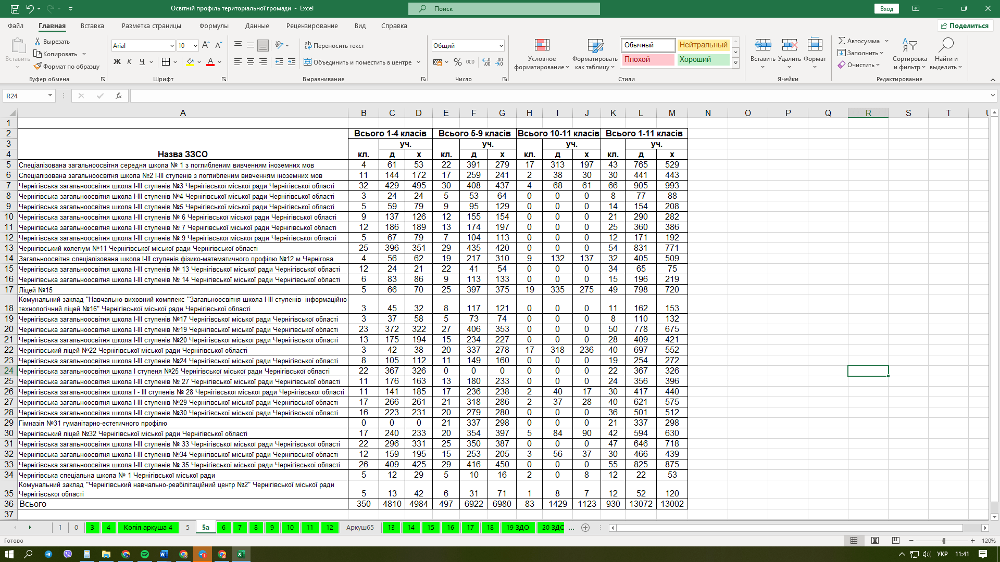 Освітній профіль територіальної громади - Excel
Поиск
Вход
Файл Главная Вставка Разметка страницы Формулы Данные Рецензирование Вид Справка Поделиться
Вставить
Вырезать
Копировать
Формат по образцу
Буфер обмена
Arial 10
Ж К Ч
Шрифт
Переносить текст
Объединить и поместить в центре
Выравнивание
Общий
% 000
Число
Условное форматирование
Форматировать как таблицу
Обычный Нейтральный
Плохой Хороший
Стили
Вставить Удалить Формат
Ячейки
Автосумма
Заполнить
Очистить
Сортировка и фильтр
Найти и выделить
Редактирование
R24 fx
A B C D E F G H I J K L M N O P Q R S T U
1
2 Всього 1-4 класів Всього 5-9 класів Всього 10-11 класів Всього 1-11 класів
3 уч. уч. уч. уч.
4 Назва ЗЗСО кл. д х кл. д х кл. д х кл. д х
5 Спеціалізована загальноосвітня середня школа № 1 з поглибленим вивченням іноземних мов 4 61 53 22 391 279 17 313 197 43 765 529
6 Спеціалізована загальноосвітня школа №2 І-ІІІ ступенів з поглибленим вивченням іноземних мов 11 144 172 17 259 241 2 38 30 30 441 443
7 Чернігівська загальноосвітня школа І-ІІІ ступенів №3 Чернігівської міської ради Чернігівської області 32 429 495 30 408 437 4 68 61 66 905 993
8 Чернігівська загальноосвітня школа І-ІІІ ступенів №4 Чернігівської міської ради Чернігівської області 3 24 24 5 53 64 0 0 0 8 77 88
9 Чернігівська загальноосвітня школа І-ІІІ ступенів №5 Чернігівської міської ради Чернігівської області 5 59 79 9 95 129 0 0 0 14 154 208
10 Чернігівська загальноосвітня школа І-ІІІ ступенів № 6 Чернігівської міської ради Чернігівської області 9 137 126 12 155 154 0 0 0 21 290 282
11 Чернігівська загальноосвітня школа І-ІІІ ступенів № 7 Чернігівської міської ради Чернігівської області 12 186 189 13 174 197 0 0 0 25 360 386
12 Чернігівська загальноосвітня школа І-ІІІ ступенів № 9 Чернігівської міської ради Чернігівської області 5 67 79 7 104 113 0 0 0 12 171 192
13 Чернігівський колегіум №11 Чернігівської міської ради Чернігівської області 25 396 351 29 435 420 0 0 0 54 831 771
14 Загальноосвітня спеціалізована школа І-ІІІ ступенів фізико-математичного профілю №12 м.Чернігова 4 56 62 19 217 310 9 132 137 32 405 509
15 Чернігівська загальноосвітня школа І-ІІІ ступенів № 13 Чернігівської міської ради Чернігівської області 12 24 21 22 41 54 0 0 0 34 65 75
16 Чернігівська загальноосвітня школа І-ІІІ ступенів № 14 Чернігівської міської ради Чернігівської області 6 83 86 9 113 133 0 0 0 15 196 219
17 Ліцей №15 5 66 70 25 397 375 19 335 275 49 798 720
Комунальний заклад "Навчально-виховний комплекс "Загальноосвітня школа І-ІІІ ступенів- інформаційно-
18 технологічний ліцей №16" Чернігівської міської ради Чернігівської області 3 45 32 8 117 121 0 0 0 11 162 153
19 Чернігівська загальноосвітня школа І-ІІІ ступенів №17 Чернігівської міської ради Чернігівської області 3 37 58 5 73 74 0 0 0 8 110 132
20 Чернігівська загальноосвітня школа І-ІІІ ступенів №19 Чернігівської міської ради Чернігівської області 23 372 322 27 406 353 0 0 0 50 778 675
21 Чернігівська загальноосвітня школа І-ІІІ ступенів №20 Чернігівської міської ради Чернігівської області 13 175 194 15 234 227 0 0 0 28 409 421
22 Чернігівський ліцей №22 Чернігівської міської ради Чернігівської області 3 42 38 20 337 278 17 318 236 40 697 552
23 Чернігівська загальноосвітня школа І-ІІІ ступенів №24 Чернігівської міської ради Чернігівської області 8 105 112 11 149 160 0 0 0 19 254 272
24 Чернігівська загальноосвітня школа І ступеня №25 Чернігівської міської ради Чернігівської області 22 367 326 0 0 0 0 0 0 22 367 326
25 Чернігівська загальноосвітня школа І-ІІІ ступенів № 27 Чернігівської міської ради Чернігівської області 11 176 163 13 180 233 0 0 0 24 356 396
26 Чернігівська загальноосвітня школа І - ІІІ ступенів № 28 Чернігівської міської ради Чернігівської області 11 141 185 17 236 238 2 40 17 30 417 440
27 Чернігівська загальноосвітня школа І-ІІІ ступенів №29 Чернігівської міської ради Чернігівської області 17 266 261 21 318 286 2 37 28 40 621 575
28 Чернігівська загальноосвітня школа І-ІІІ ступенів №30 Чернігівської міської ради Чернігівської області 16 223 231 20 279 280 0 0 0 36 501 512
29 Гімназія №31 гуманітарно-естетичного профілю 0 0 0 21 337 298 0 0 0 21 337 298
30 Чернігівський ліцей №32 Чернігівської міської ради Чернігівської області 17 240 233 20 354 397 5 84 90 42 594 630
31 Чернігівська загальноосвітня школа І-ІІІ ступенів № 33 Чернігівської міської ради Чернігівської області 22 296 331 25 350 387 0 0 0 47 646 718
32 Чернігівська загальноосвітня школа І-ІІІ ступенів №34 Чернігівської міської ради Чернігівської області 12 159 195 15 253 205 3 56 37 30 466 439
33 Чернігівська загальноосвітня школа І-ІІІ ступенів № 35 Чернігівської міської ради Чернігівської області 26 409 425 29 416 450 0 0 0 55 825 875
34 Чернігівська спеціальна школа № 1 Чернігівської міської ради 5 12 29 5 10 16 2 0 8 12 22 53
Комунальний заклад "Чернігівський навчально-реабілітаційний центр №2" Чернігівської міської ради
35 Чернігівської області 5 13 42 6 31 71 1 8 7 12 52 120
36 Всього 350 4810 4984 497 6922 6980 83 1429 1123 930 13072 13002
37
1 0 3 4 Копія аркуша 4 5 5а 6 7 8 9 10 11 12 Аркуш65 13 14 15 16 17 18 19 ЗДО 20 ЗДО ...
Готово 120%
УКР 11:41